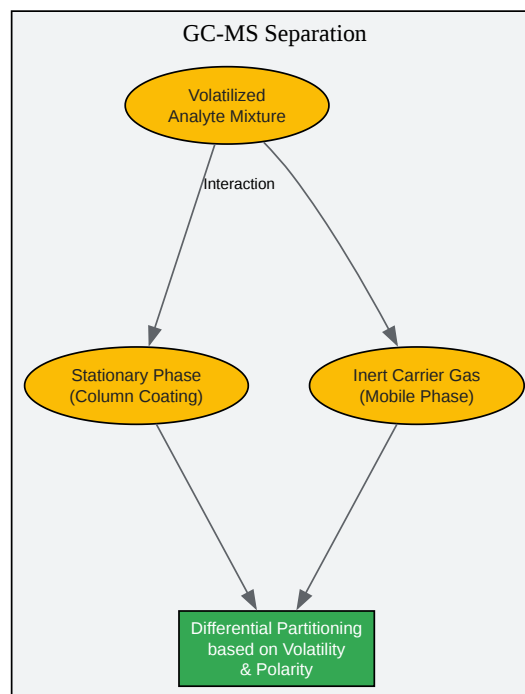 GC-MS Separation
Volatilized
Analyte Mixture
Interaction
Stationary Phase
(Column Coating)
Inert Carrier Gas
(Mobile Phase)
Differential Partitioning
based on Volatility
& Polarity